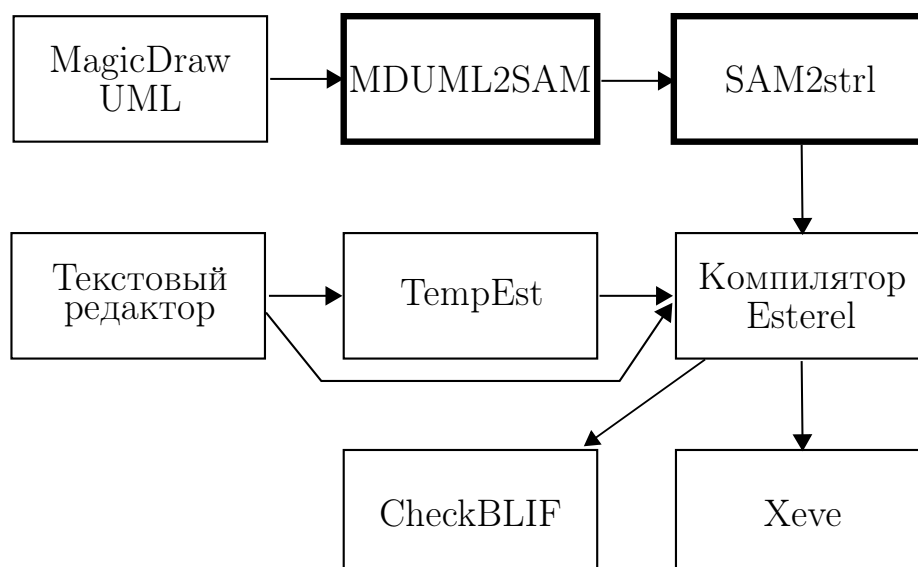 MagicDraw
UML
MDUML2SAM
SAM2strl
Текстовый
редактор
TempEst
Компилятор
Esterel
CheckBLIF
Xeve